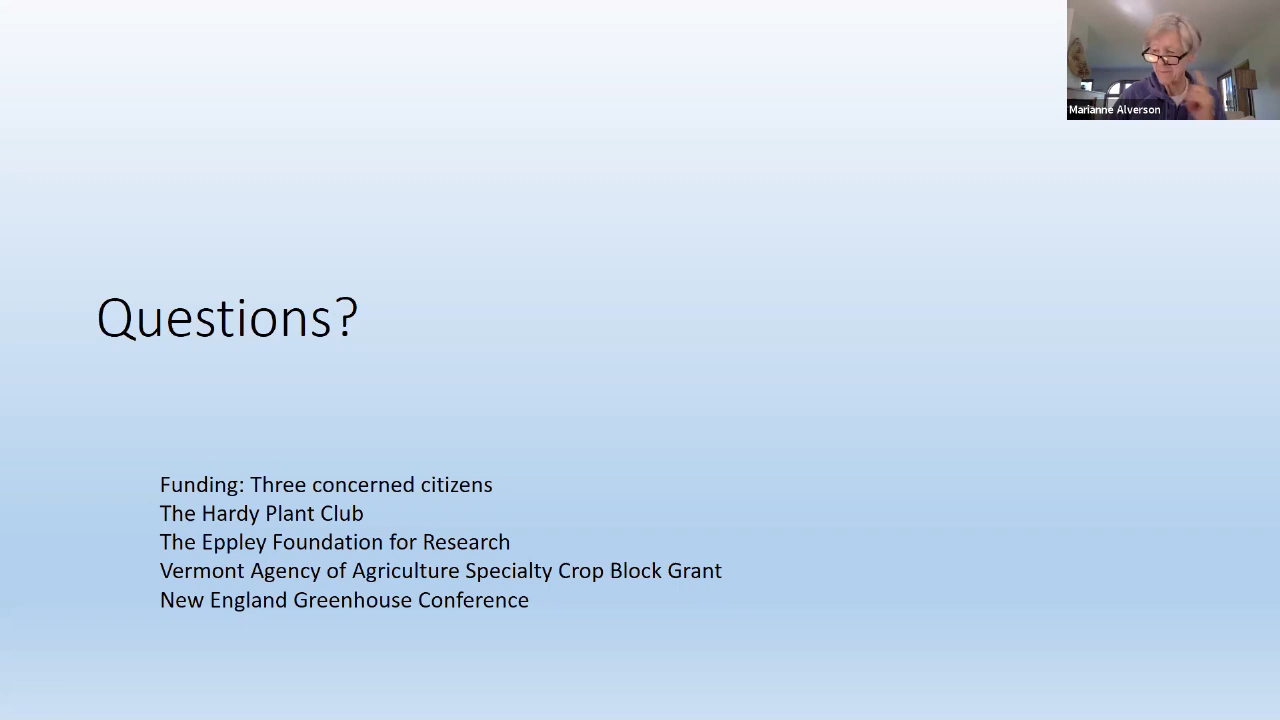 Marianne Alverson
Questions?
Funding: Three concerned citizens
The Hardy Plant Club
The Eppley Foundation for Research
Vermont Agency of Agriculture Specialty Crop Block Grant
New England Greenhouse Conference